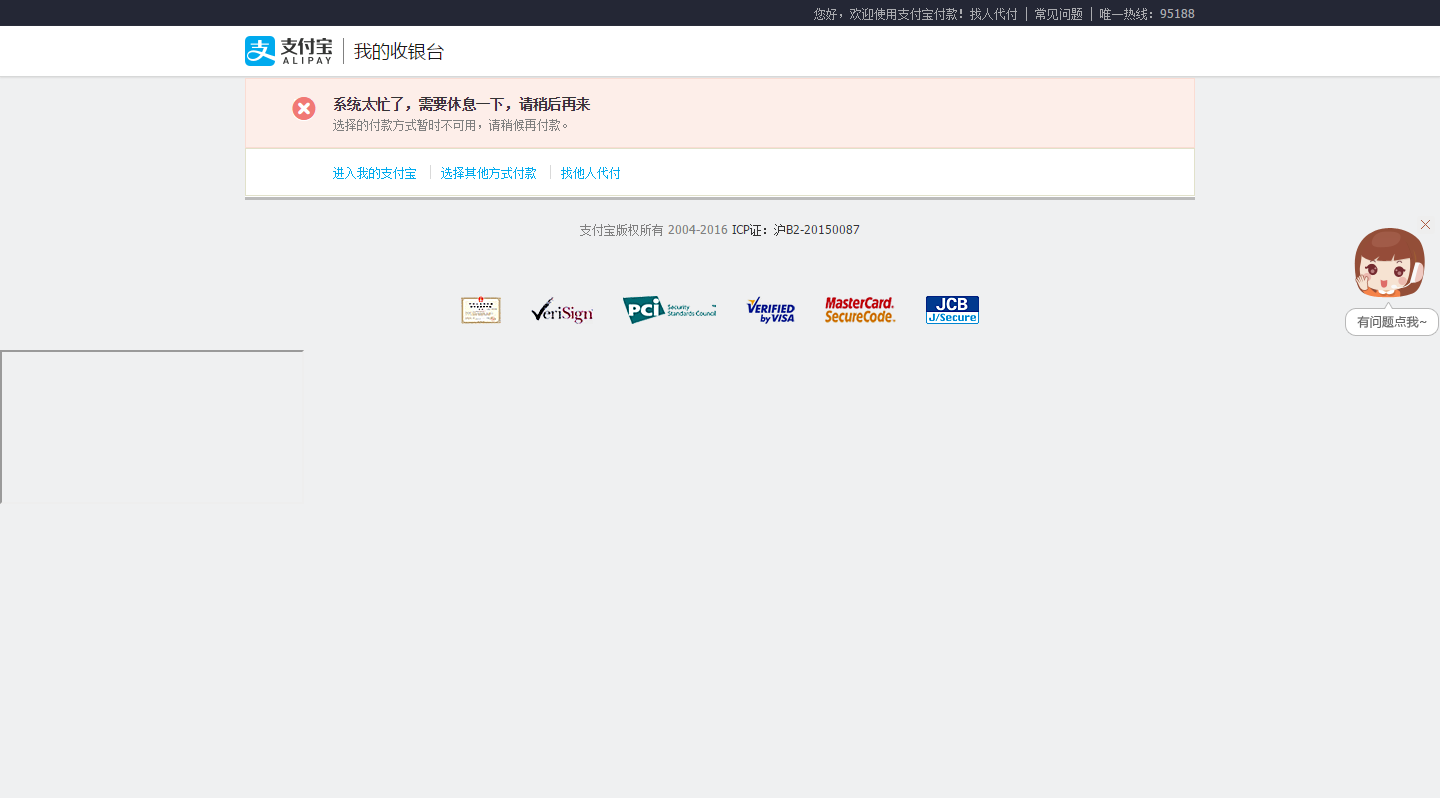 您好，欢迎使用支付宝付款！找人代付 | 常见问题 | 唯一热线：95188
支付宝 ALIPAY | 我的收银台
系统太忙了，需要休息一下，请稍后再来
选择的付款方式暂时不可用，请稍候再付款。
进入我的支付宝 | 选择其他方式付款 | 找他人代付
支付宝版权所有 2004-2016 ICP证：沪B2-20150087
VeriSign
PCI Security Standards Council
VERIFIED by VISA
MasterCard. SecureCode.
JCB J/Secure
有问题点我~